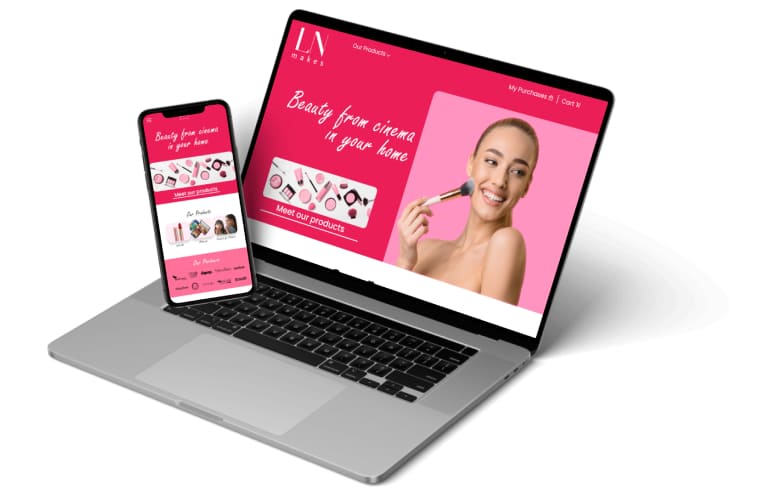 LN
makes
Our Products
My Purchases
Cart
Beauty from cinema
in your home
Meet our products
Beauty from cinema
in your home
Meet our products
Our Products
Our Partners